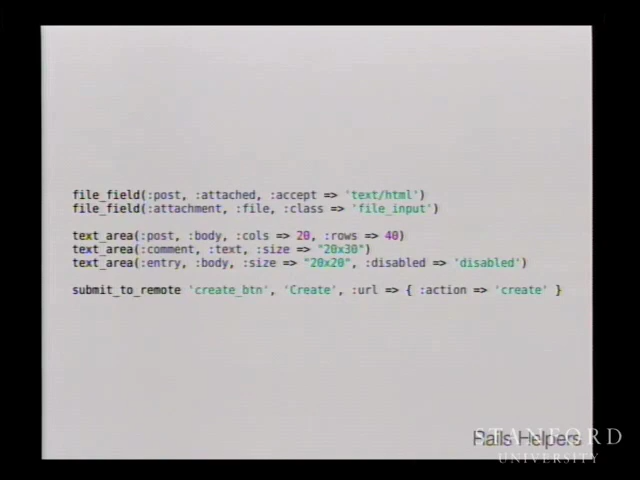 file_field(:post, :attached, :accept => 'text/html')
file_field(:attachment, :file, :class => 'file_input')
text_area(:post, :body, :cols => 20, :rows => 40)
text_area(:comment, :text, :size => "20x30")
text_area(:entry, :body, :size => "20x20", :disabled => 'disabled')
submit_to_remote 'create_btn', 'Create', :url => { :action => 'create' }
Rails Helpers
STANFORD
UNIVERSITY